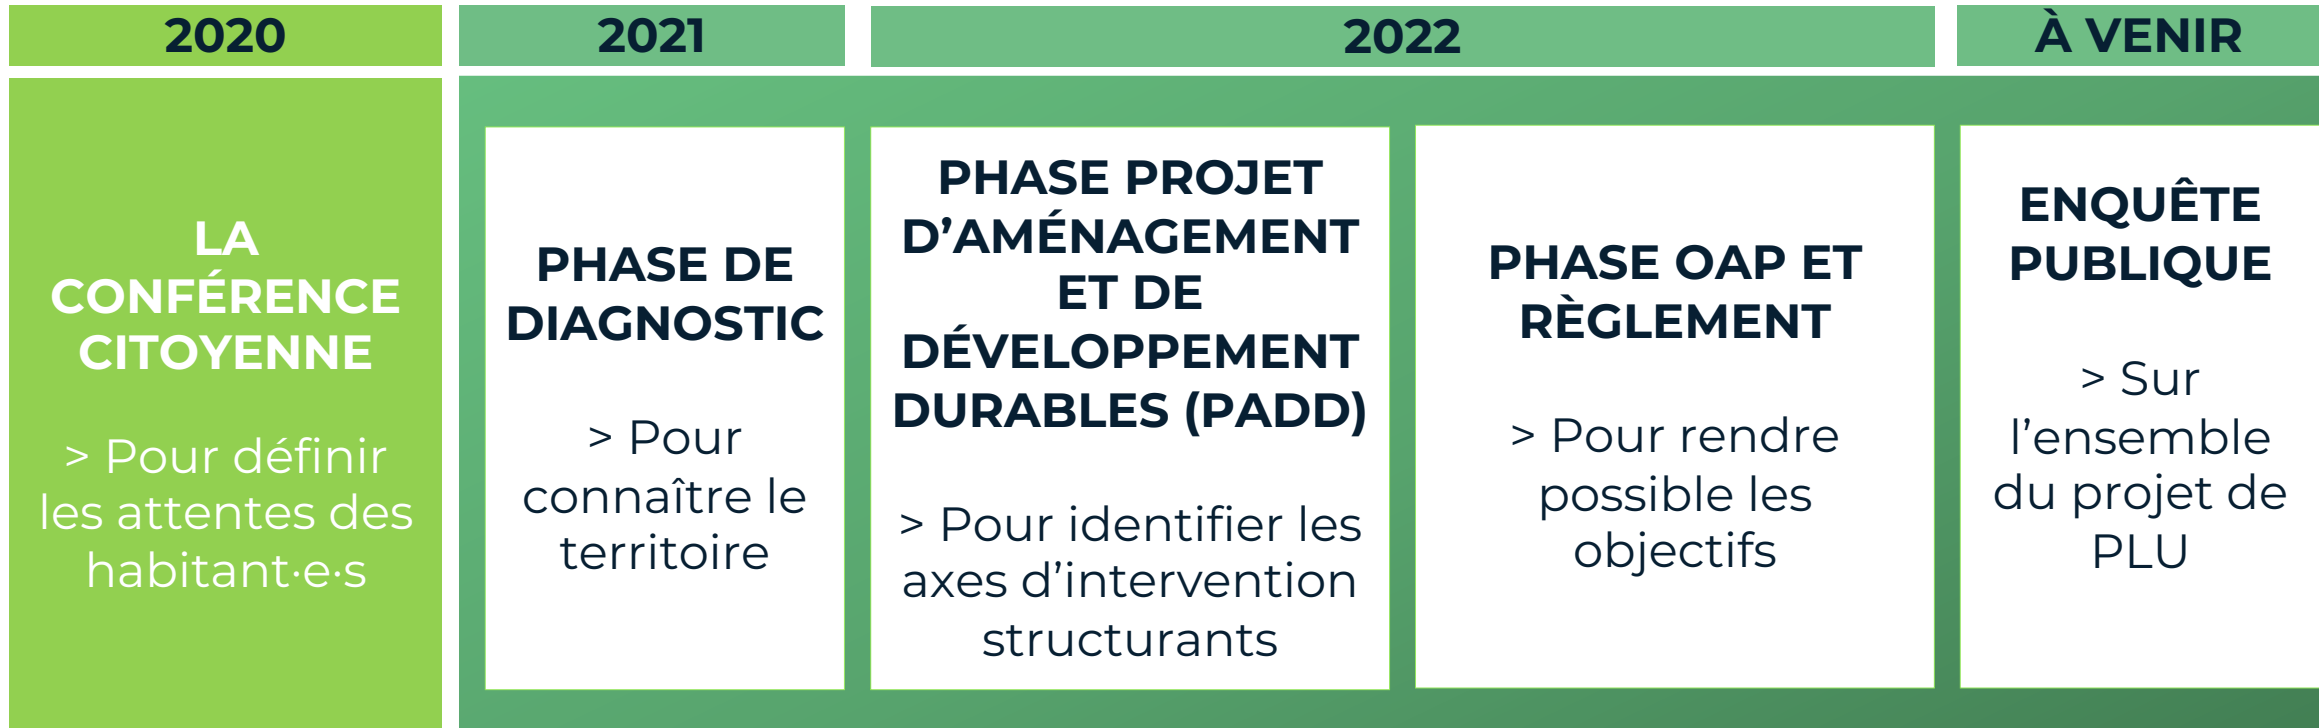 2020
LA
CONFÉRENCE
CITOYENNE
> Pour définir
les attentes des
habitant·e·s
2021
PHASE DE
DIAGNOSTIC
> Pour
connaître le
territoire
2022
PHASE PROJET
D’AMÉNAGEMENT
ET DE
DÉVELOPPEMENT
DURABLES (PADD)
> Pour identifier les
axes d’intervention
structurants
PHASE OAP ET
RÈGLEMENT
> Pour rendre
possible les
objectifs
À VENIR
ENQUÊTE
PUBLIQUE
> Sur
l’ensemble
du projet de
PLU